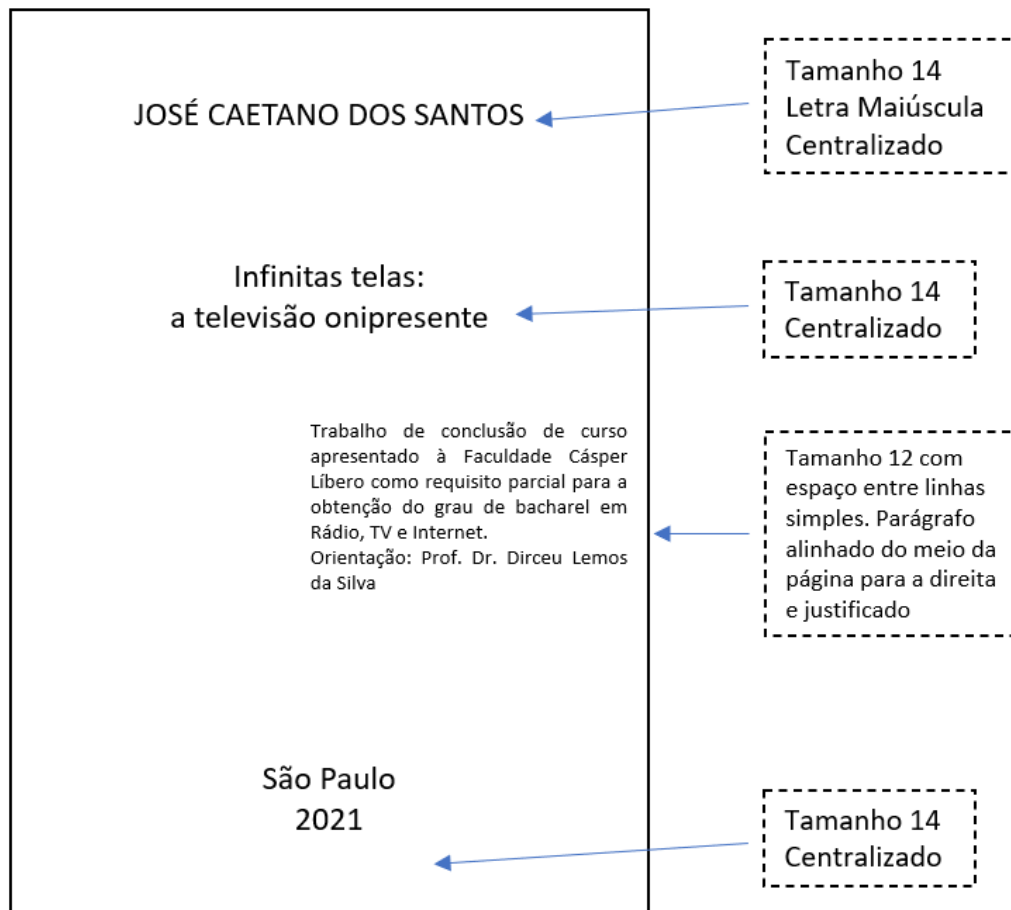 JOSÉ CAETANO DOS SANTOS
Tamanho 14
Letra Maiúscula
Centralizado
Infinitas telas:
a televisão onipresente
Tamanho 14
Centralizado
Trabalho de conclusão de curso
apresentado à Faculdade Cásper
Líbero como requisito parcial para a
obtenção do grau de bacharel em
Rádio, TV e Internet.
Orientação: Prof. Dr. Dirceu Lemos
da Silva
Tamanho 12 com
espaço entre linhas
simples. Parágrafo
alinhado do meio da
página para a direita
e justificado
São Paulo
2021
Tamanho 14
Centralizado